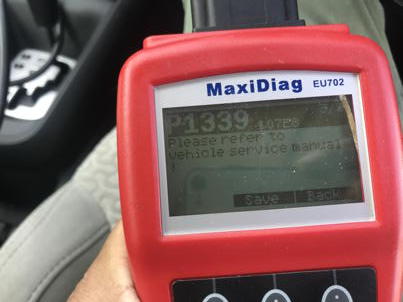 MaxiDiag EU702
P1339
Please refer to
vehicle service manual
!
Save Back